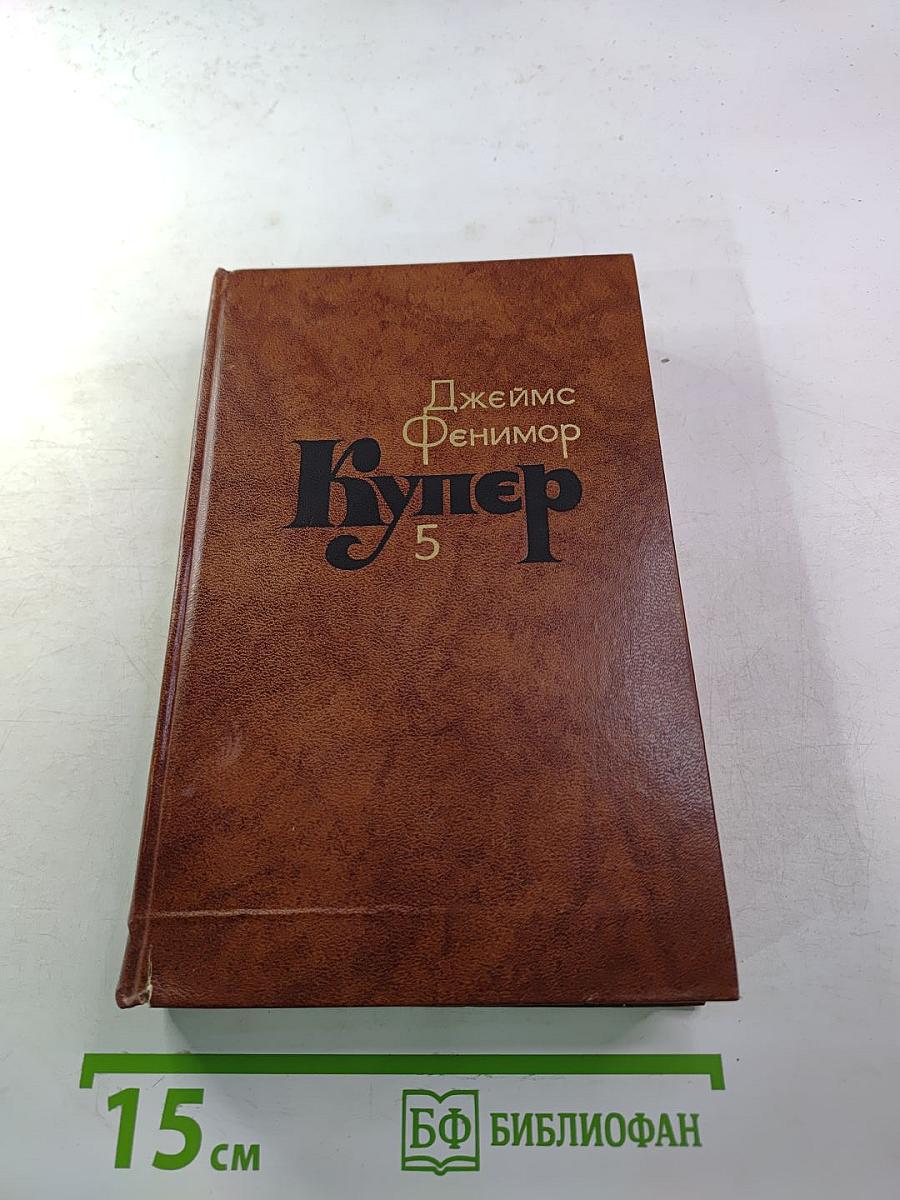 Джеймс
Фенимор
Купер
5
15 см
БФ БИБЛИОФАН